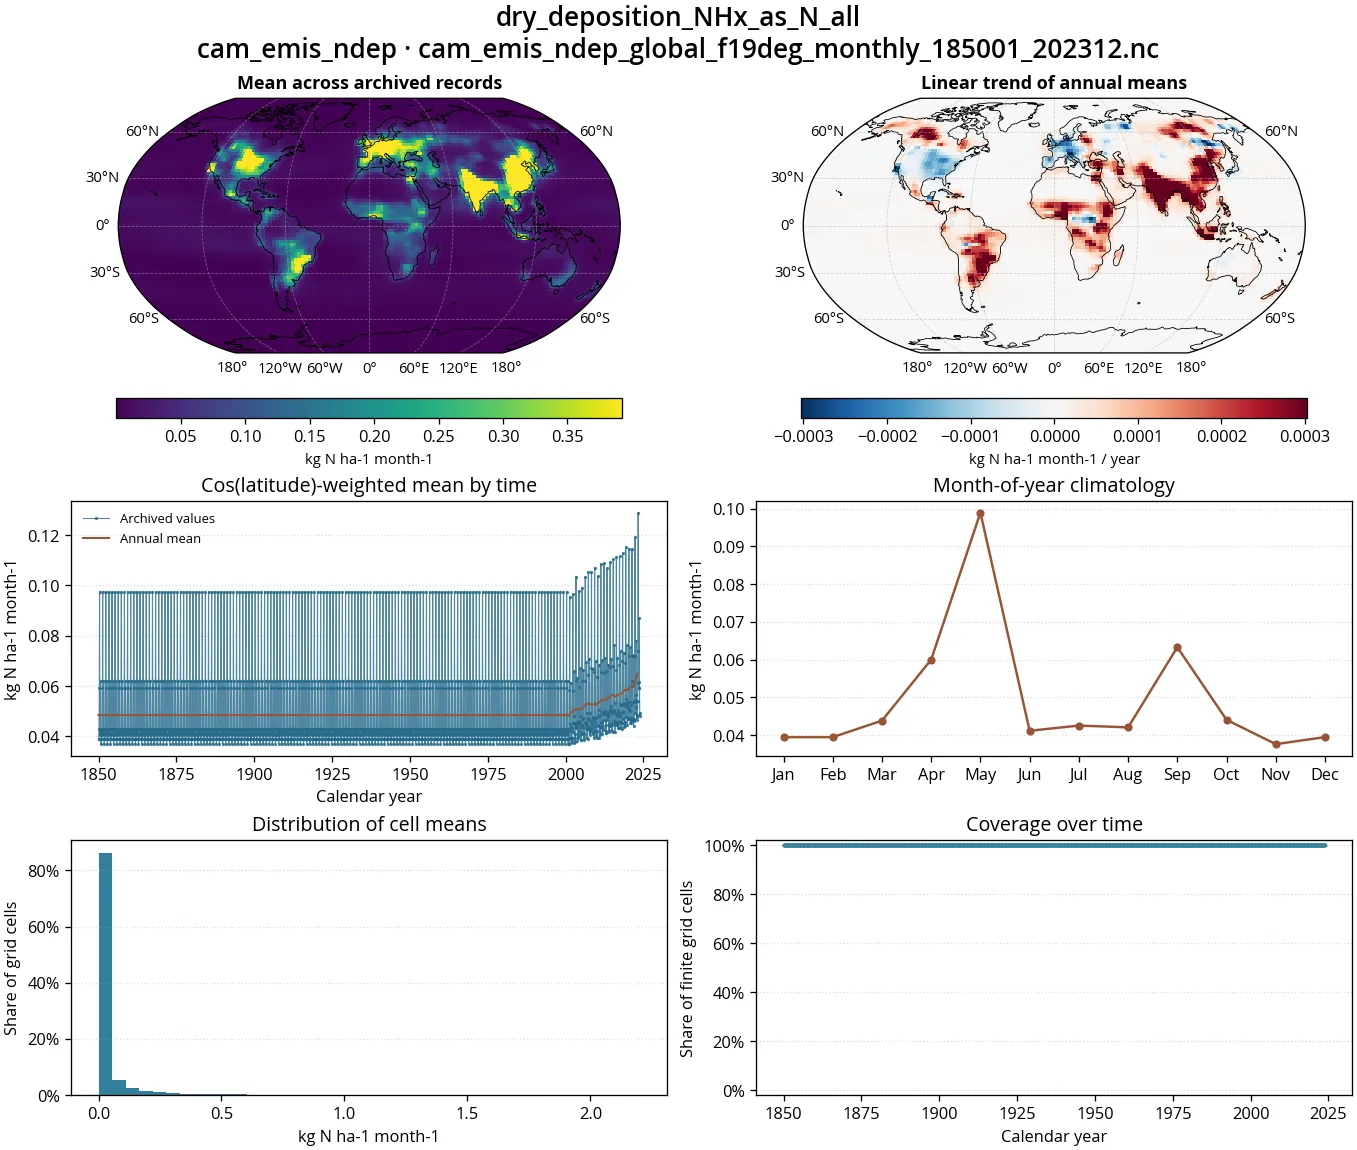 dry_deposition_NHx_as_N_all
cam_emis_ndep · cam_emis_ndep_global_f19deg_monthly_185001_202312.nc
Mean across archived records
60°N 60°N
30°N
0°
30°S
60°S 60°S
180° 120°W 60°W 0° 60°E 120°E 180°
0.05 0.10 0.15 0.20 0.25 0.30 0.35
kg N ha-1 month-1
Linear trend of annual means
60°N 60°N
30°N
0°
30°S
60°S 60°S
180° 120°W 60°W 0° 60°E 120°E 180°
−0.0003 −0.0002 −0.0001 0.0000 0.0001 0.0002 0.0003
kg N ha-1 month-1 / year
Cos(latitude)-weighted mean by time
kg N ha-1 month-1
0.12
0.10
0.08
0.06
0.04
Archived values
Annual mean
1850 1875 1900 1925 1950 1975 2000 2025
Calendar year
Month-of-year climatology
kg N ha-1 month-1
0.10
0.09
0.08
0.07
0.06
0.05
0.04
Jan Feb Mar Apr May Jun Jul Aug Sep Oct Nov Dec
Distribution of cell means
Share of grid cells
80%
60%
40%
20%
0%
0.0 0.5 1.0 1.5 2.0
kg N ha-1 month-1
Coverage over time
Share of finite grid cells
100%
80%
60%
40%
20%
0%
1850 1875 1900 1925 1950 1975 2000 2025
Calendar year